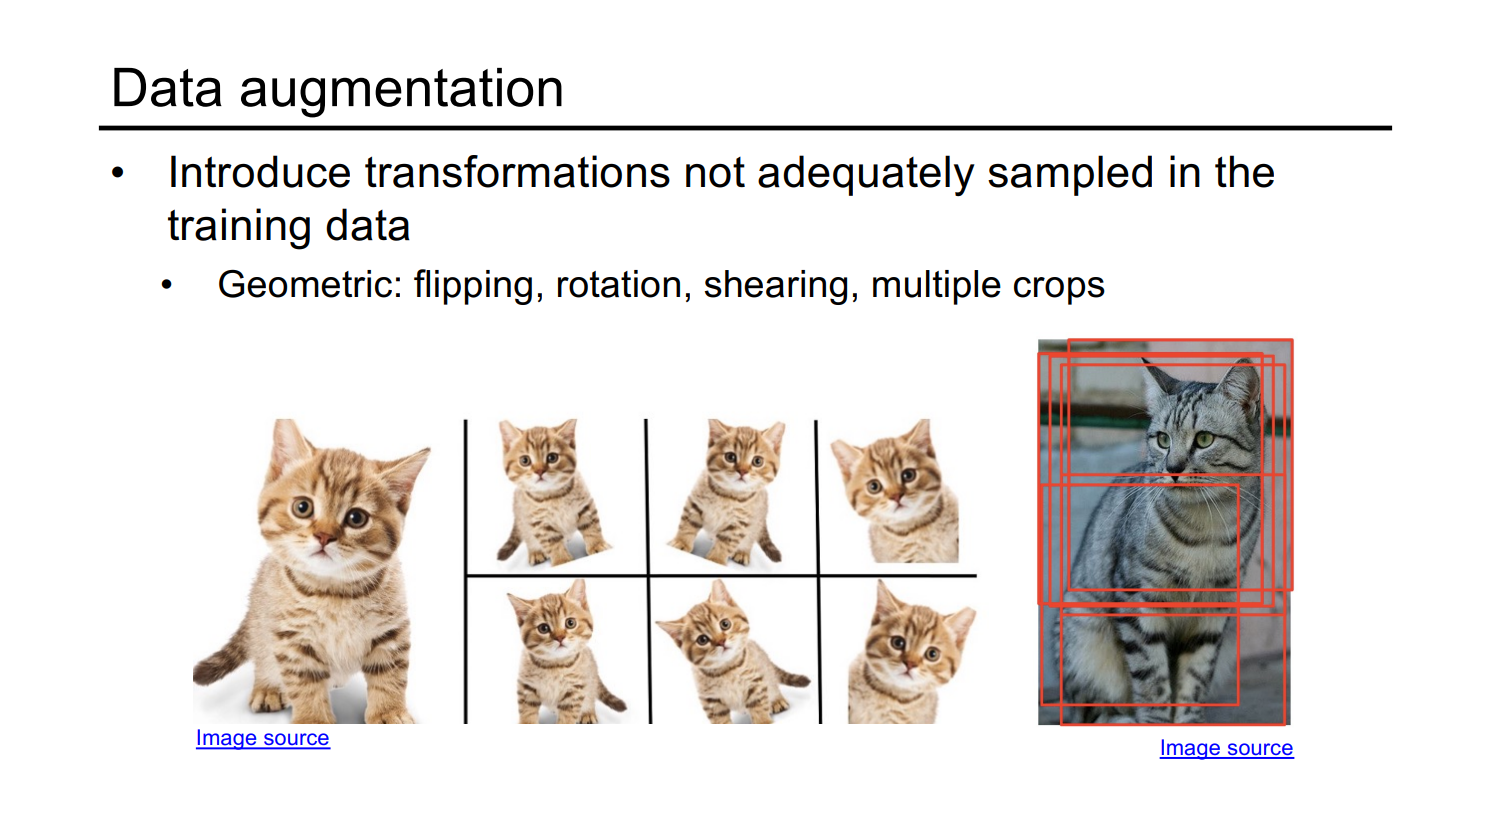 Data augmentation
• Introduce transformations not adequately sampled in the
training data
• Geometric: flipping, rotation, shearing, multiple crops
Image source
Image source